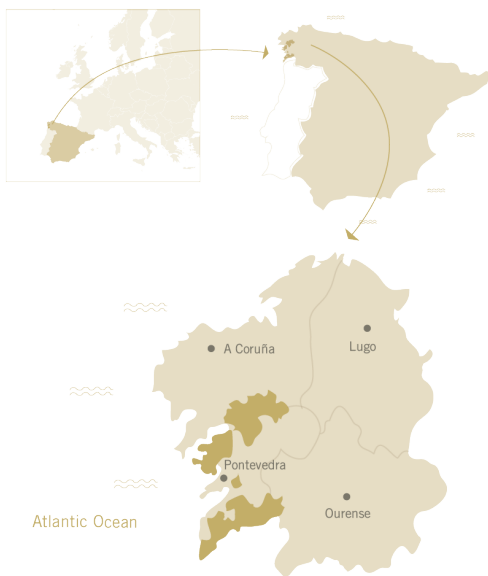 Lugo
A Coruña
Pontevedra
Ourense
Atlantic Ocean